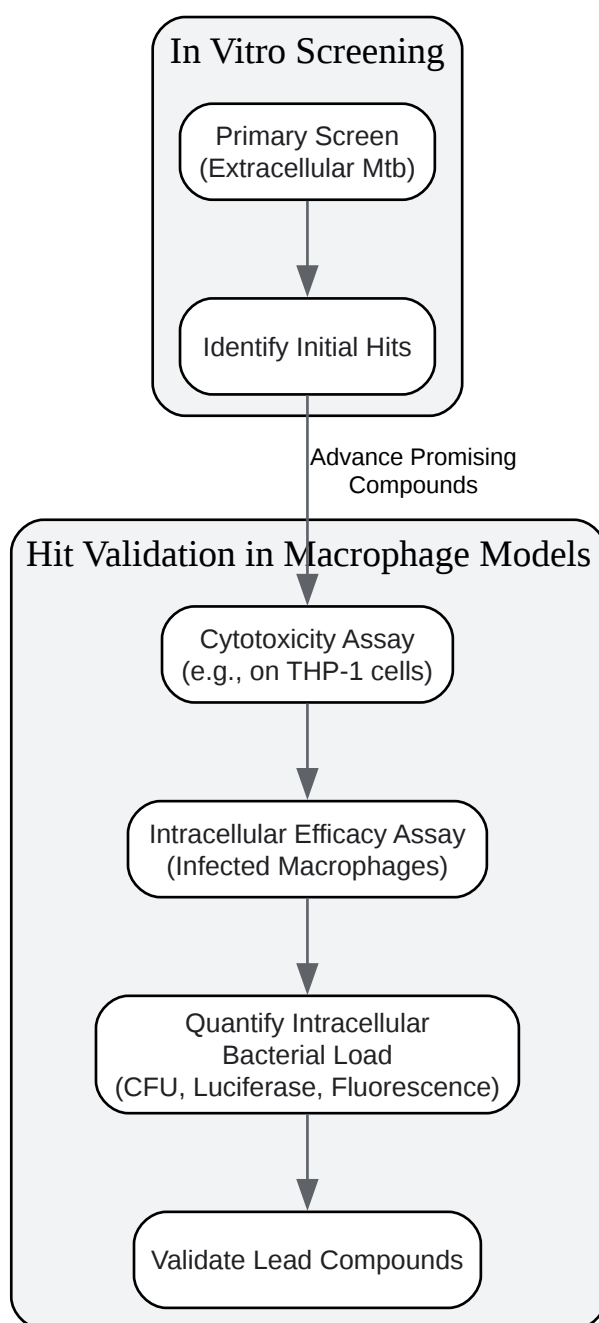 In Vitro Screening
Primary Screen
(Extracellular Mtb)
Identify Initial Hits
Advance Promising
Compounds
Hit Validation in Macrophage Models
Cytotoxicity Assay
(e.g., on THP-1 cells)
Intracellular Efficacy Assay
(Infected Macrophages)
Quantify Intracellular
Bacterial Load
(CFU, Luciferase, Fluorescence)
Validate Lead Compounds